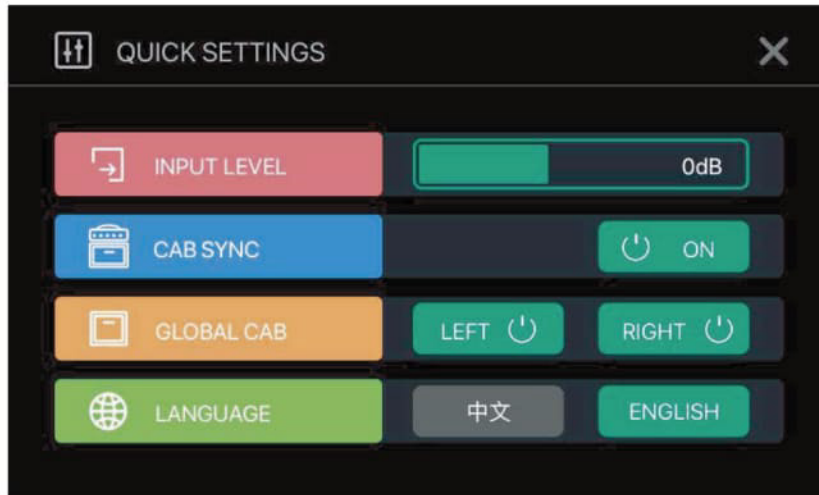 QUICK SETTINGS
INPUT LEVEL 0dB
CAB SYNC ON
GLOBAL CAB LEFT RIGHT
LANGUAGE 中文 ENGLISH